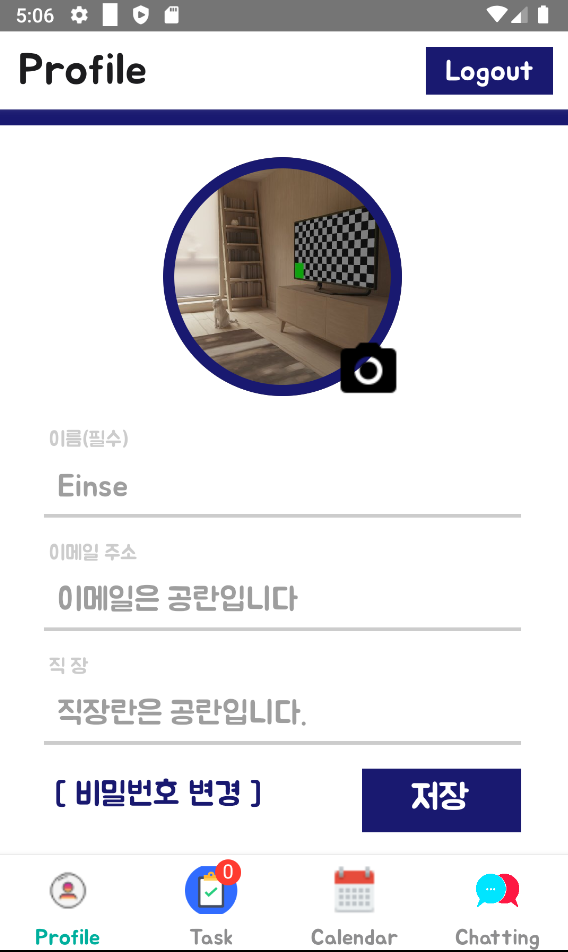 5:06
Profile
Logout
이름(필수)
Einse
이메일 주소
이메일은 공란입니다
직 장
직장란은 공란입니다.
[ 비밀번호 변경 ]
저장
0
Profile
Task
Calendar
Chatting